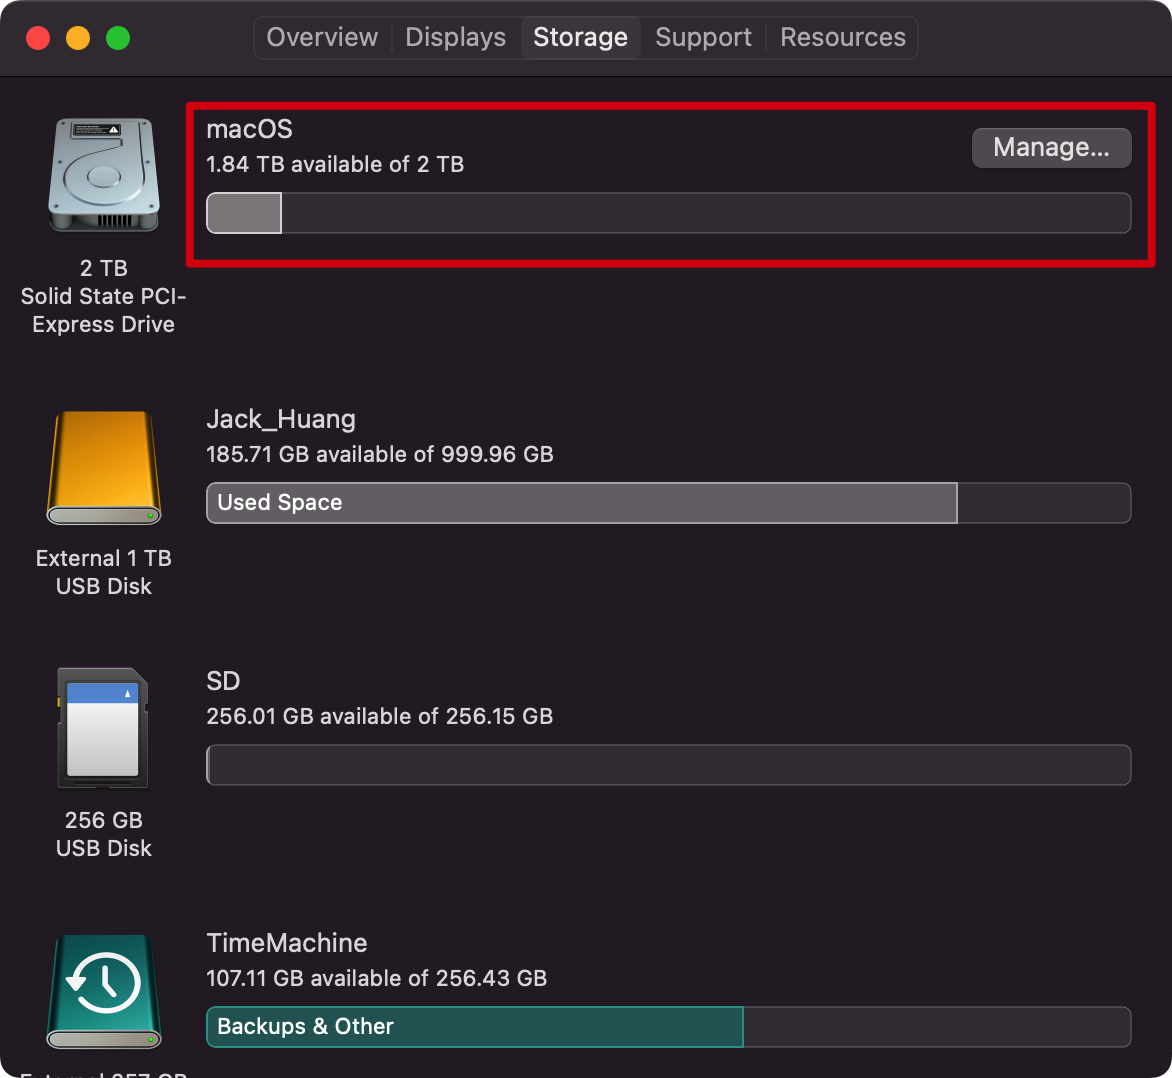 Overview Displays Storage Support Resources
macOS
1.84 TB available of 2 TB
Manage...
2 TB
Solid State PCI-
Express Drive
Jack_Huang
185.71 GB available of 999.96 GB
Used Space
External 1 TB
USB Disk
SD
256.01 GB available of 256.15 GB
256 GB
USB Disk
TimeMachine
107.11 GB available of 256.43 GB
Backups & Other
External 257 GB